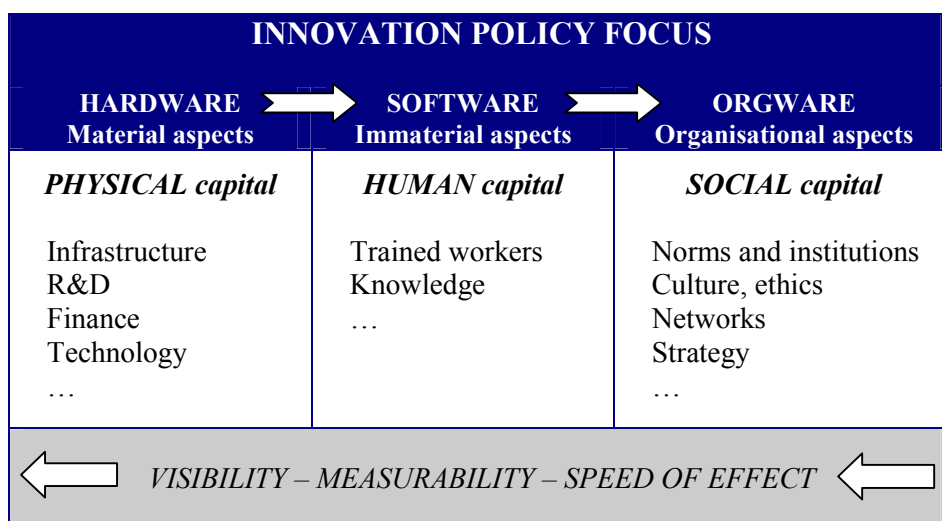 INNOVATION POLICY FOCUS
HARDWARE
Material aspects
SOFTWARE
Immaterial aspects
ORGWARE
Organisational aspects
PHYSICAL capital
Infrastructure
R&D
Finance
Technology
…
HUMAN capital
Trained workers
Knowledge
…
SOCIAL capital
Norms and institutions
Culture, ethics
Networks
Strategy
…
VISIBILITY – MEASURABILITY – SPEED OF EFFECT